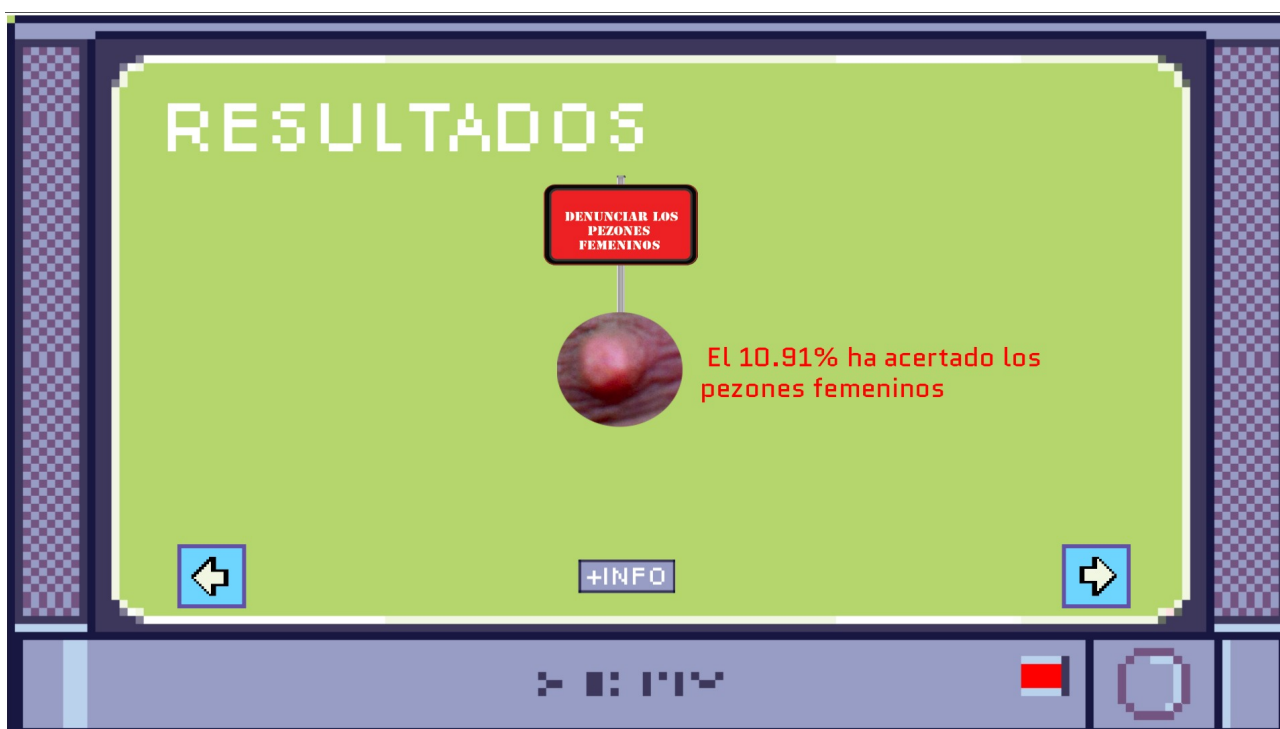 RESULTADOS
DENUNCIAR LOS
PEZONES
FEMENINOS
El 10.91% ha acertado los
pezones femeninos
+INFO